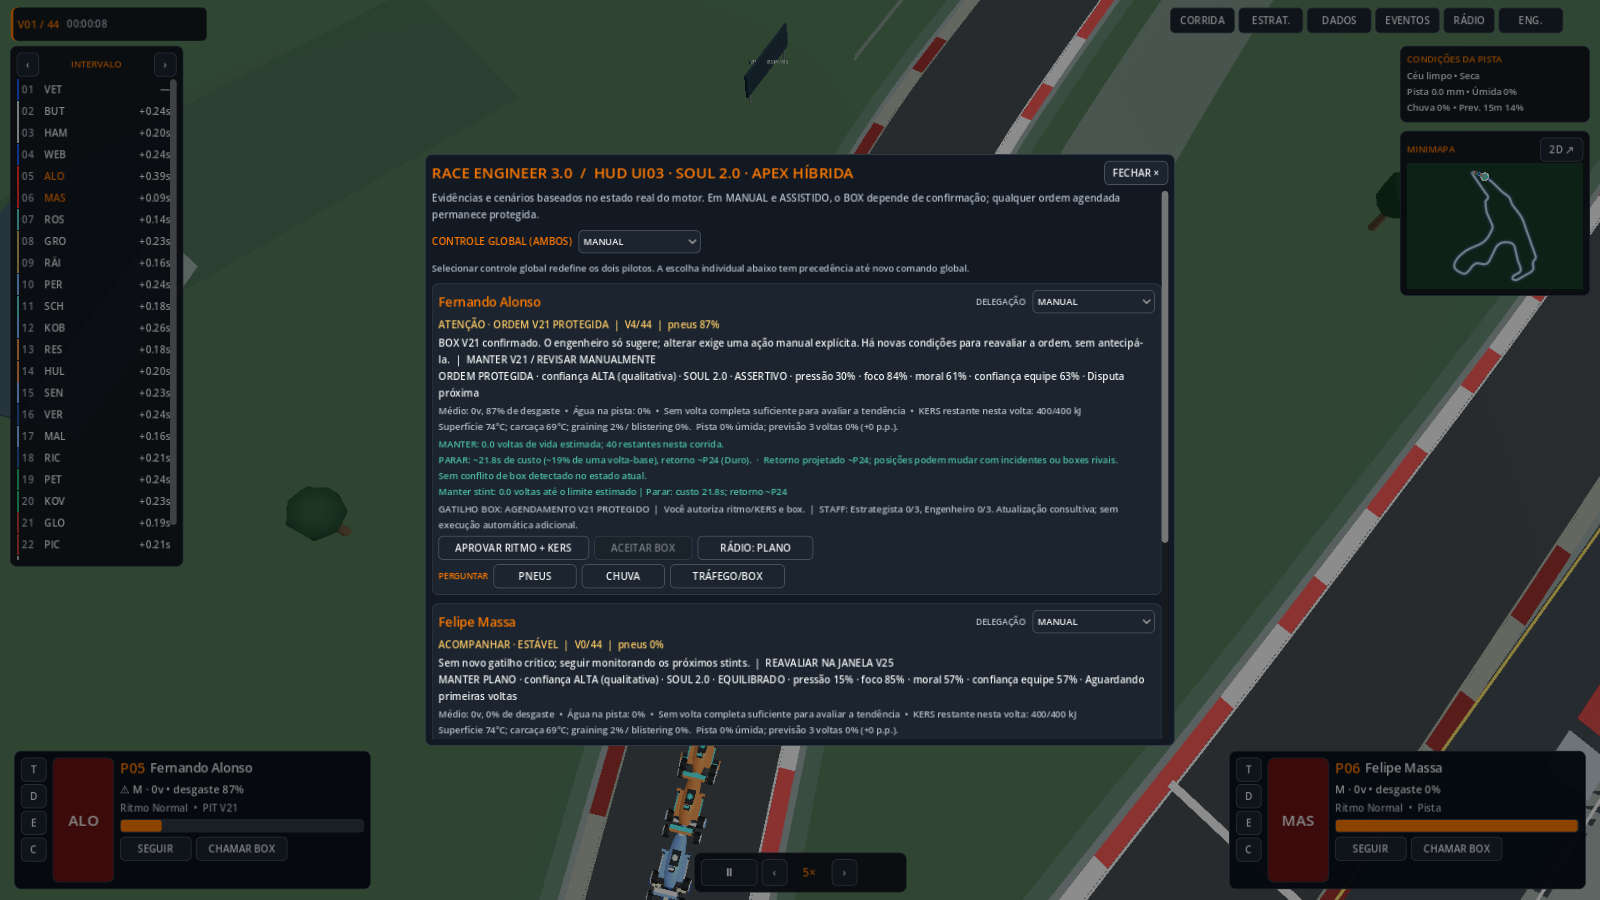 V01 / 44 00:00:08
CORRIDA ESTRAT. DADOS EVENTOS RÁDIO ENG.
‹ INTERVALO ›
01 VET —
02 BUT +0.24s
03 HAM +0.20s
04 WEB +0.24s
05 ALO +0.39s
06 MAS +0.09s
07 ROS +0.14s
08 GRO +0.23s
09 RÄI +0.16s
10 PER +0.24s
11 SCH +0.18s
12 KOB +0.26s
13 RES +0.18s
14 HUL +0.20s
15 SEN +0.23s
16 VER +0.24s
17 MAL +0.16s
18 RIC +0.21s
19 PET +0.24s
20 KOV +0.23s
21 GLO +0.19s
22 PIC +0.21s
CONDIÇÕES DA PISTA
Céu limpo • Seca
Pista 0.0 mm • Úmida 0%
Chuva 0% • Prev. 15m 14%
MINIMAPA 2D ↗
RACE ENGINEER 3.0 / HUD UI03 · SOUL 2.0 · APEX HÍBRIDA FECHAR ×
Evidências e cenários baseados no estado real do motor. Em MANUAL e ASSISTIDO, o BOX depende de confirmação; qualquer ordem agendada
permanece protegida.
CONTROLE GLOBAL (AMBOS) MANUAL
Selecionar controle global redefine os dois pilotos. A escolha individual abaixo tem precedência até novo comando global.
Fernando Alonso DELEGAÇÃO MANUAL
ATENÇÃO · ORDEM V21 PROTEGIDA | V4/44 | pneus 87%
BOX V21 confirmado. O engenheiro só sugere; alterar exige uma ação manual explícita. Há novas condições para reavaliar a ordem, sem antecipá-
la. | MANTER V21 / REVISAR MANUALMENTE
ORDEM PROTEGIDA · confiança ALTA (qualitativa) · SOUL 2.0 · ASSERTIVO · pressão 30% · foco 84% · moral 61% · confiança equipe 63% · Disputa
próxima
Médio: 0v, 87% de desgaste • Água na pista: 0% • Sem volta completa suficiente para avaliar a tendência • KERS restante nesta volta: 400/400 kJ
Superfície 74°C; carcaça 69°C; graining 2% / blistering 0%. Pista 0% úmida; previsão 3 voltas 0% (+0 p.p.).
MANTER: 0.0 voltas de vida estimada; 40 restantes nesta corrida.
PARAR: ~21.8s de custo (~19% de uma volta-base), retorno ~P24 (Duro). · Retorno projetado ~P24; posições podem mudar com incidentes ou boxes rivais.
Sem conflito de box detectado no estado atual.
Manter stint: 0.0 voltas até o limite estimado | Parar: custo 21.8s; retorno ~P24
GATILHO BOX: AGENDAMENTO V21 PROTEGIDO | Você autoriza ritmo/KERS e box. | STAFF: Estrategista 0/3, Engenheiro 0/3. Atualização consultiva; sem
execução automática adicional.
APROVAR RITMO + KERS ACEITAR BOX RÁDIO: PLANO
PERGUNTAR PNEUS CHUVA TRÁFEGO/BOX
Felipe Massa DELEGAÇÃO MANUAL
ACOMPANHAR · ESTÁVEL | V0/44 | pneus 0%
Sem novo gatilho crítico; seguir monitorando os próximos stints. | REAVALIAR NA JANELA V25
MANTER PLANO · confiança ALTA (qualitativa) · SOUL 2.0 · EQUILIBRADO · pressão 15% · foco 85% · moral 57% · confiança equipe 57% · Aguardando
primeiras voltas
Médio: 0v, 0% de desgaste • Água na pista: 0% • Sem volta completa suficiente para avaliar a tendência • KERS restante nesta volta: 400/400 kJ
Superfície 74°C; carcaça 69°C; graining 2% / blistering 0%. Pista 0% úmida; previsão 3 voltas 0% (+0 p.p.).
T
D
E
C
ALO
P05 Fernando Alonso
⚠ M · 0v • desgaste 87%
Ritmo Normal • PIT V21
SEGUIR CHAMAR BOX
⏸ ‹ 5× ›
T
D
E
C
MAS
P06 Felipe Massa
M · 0v • desgaste 0%
Ritmo Normal • Pista
SEGUIR CHAMAR BOX